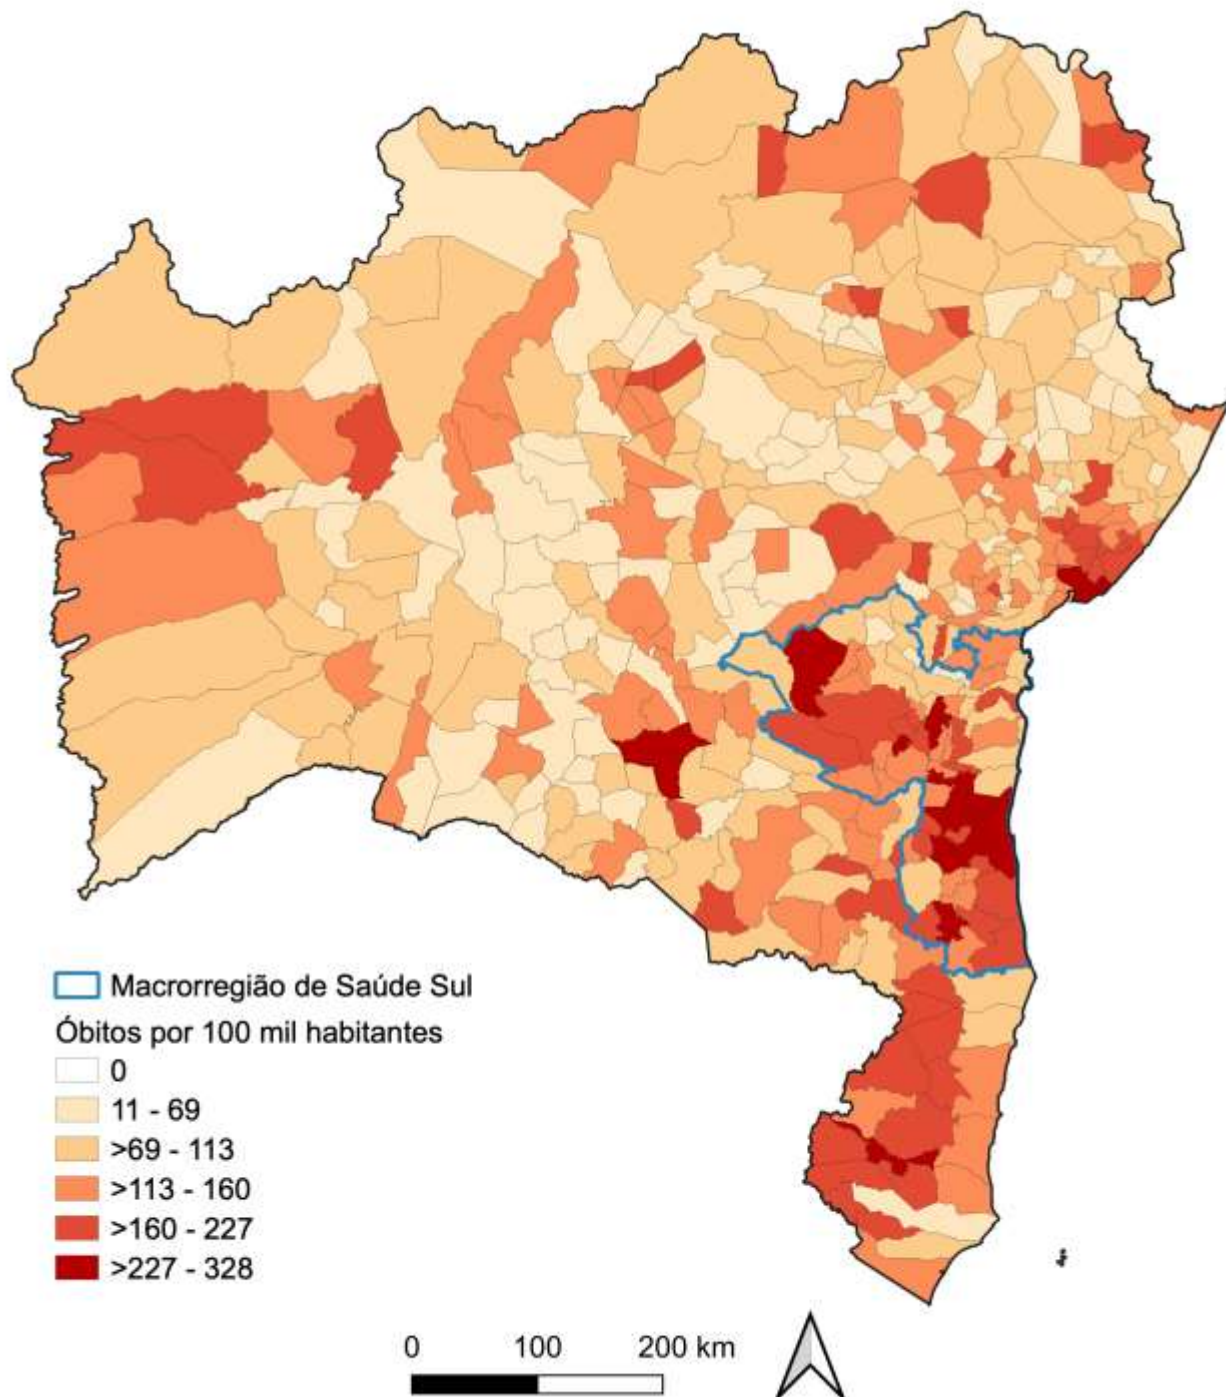 Macrorregião de Saúde Sul
Óbitos por 100 mil habitantes
0
11 - 69
>69 - 113
>113 - 160
>160 - 227
>227 - 328
0 100 200 km